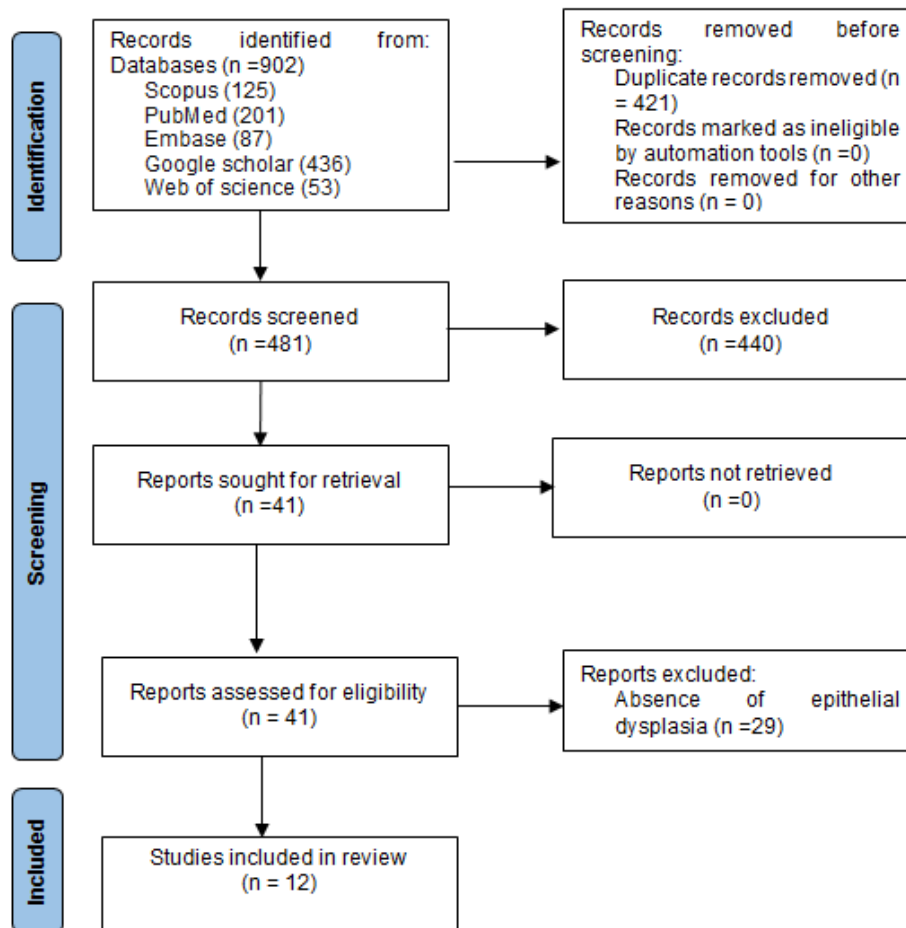 Identification
Records identified from:
Databases (n =902)
Scopus (125)
PubMed (201)
Embase (87)
Google scholar (436)
Web of science (53)
Records removed before
screening:
Duplicate records removed (n
= 421)
Records marked as ineligible
by automation tools (n =0)
Records removed for other
reasons (n = 0)
Screening
Records screened
(n =481)
Records excluded
(n =440)
Reports sought for retrieval
(n =41)
Reports not retrieved
(n =0)
Reports assessed for eligibility
(n = 41)
Reports excluded:
Absence of epithelial
dysplasia (n =29)
Included
Studies included in review
(n = 12)